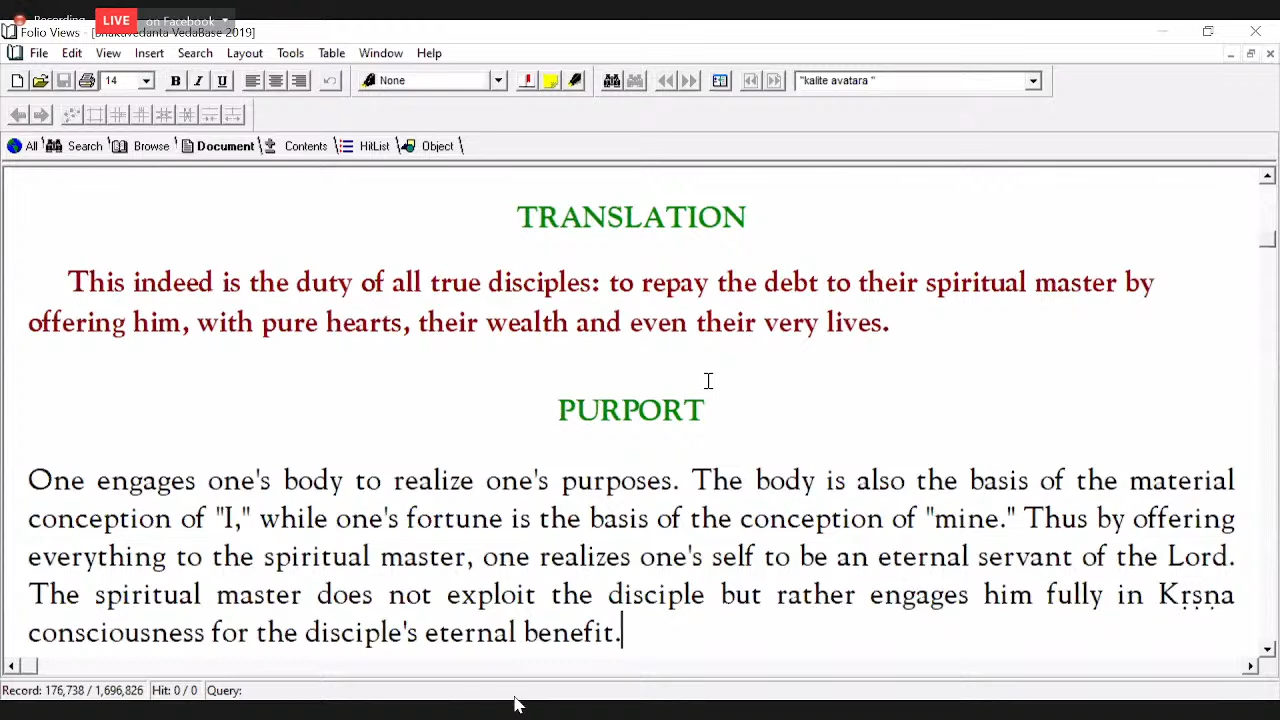 Recording
LIVE on Facebook
Folio Views - [Bhaktivedanta VedaBase 2019]
File Edit View Insert Search Layout Tools Table Window Help
14 B I U None "kalite avatara "
All Search Browse Document Contents HitList Object
TRANSLATION
This indeed is the duty of all true disciples: to repay the debt to their spiritual master by
offering him, with pure hearts, their wealth and even their very lives.
PURPORT
One engages one's body to realize one's purposes. The body is also the basis of the material
conception of "I," while one's fortune is the basis of the conception of "mine." Thus by offering
everything to the spiritual master, one realizes one's self to be an eternal servant of the Lord.
The spiritual master does not exploit the disciple but rather engages him fully in Kṛṣṇa
consciousness for the disciple's eternal benefit.
Record: 176,738 / 1,696,826 Hit: 0 / 0 Query: